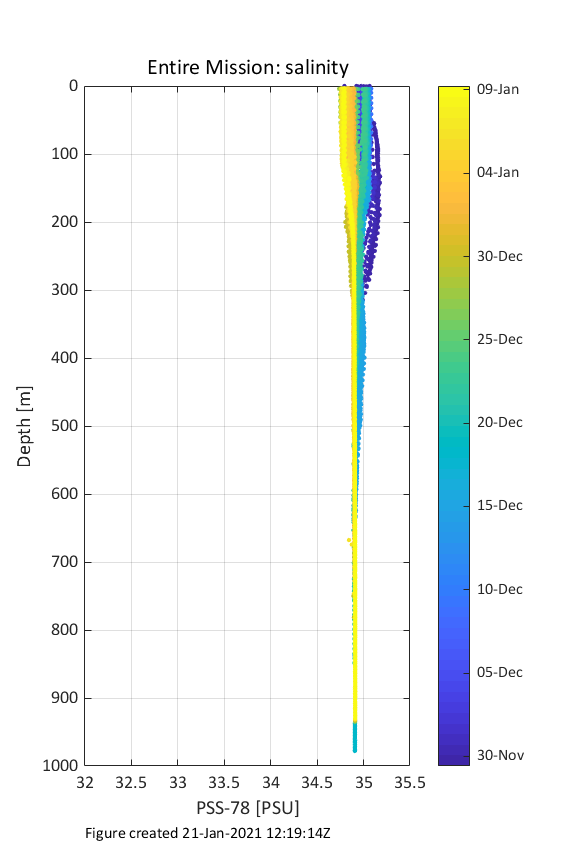 Entire Mission: salinity
0
100
200
300
400
500
600
700
800
900
1000
Depth [m]
32 32.5 33 33.5 34 34.5 35 35.5
PSS-78 [PSU]
09-Jan
04-Jan
30-Dec
25-Dec
20-Dec
15-Dec
10-Dec
05-Dec
30-Nov
Figure created 21-Jan-2021 12:19:14Z